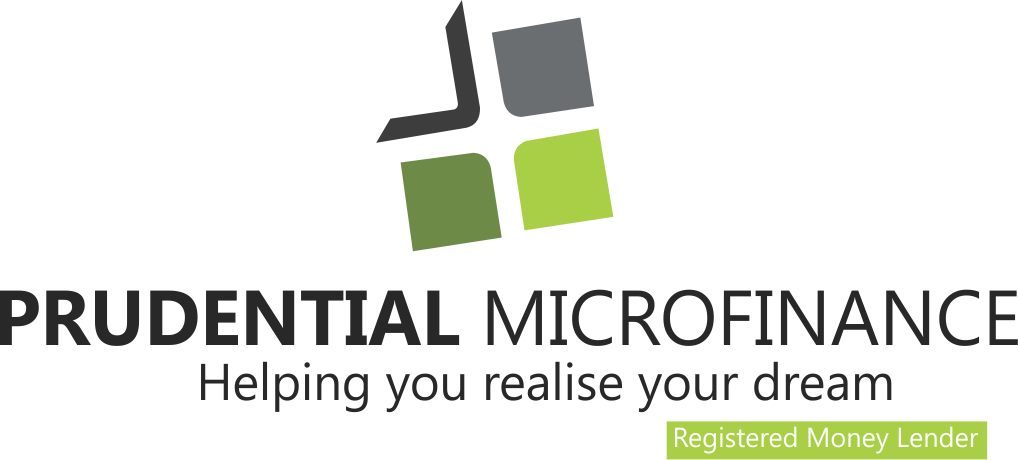 PRUDENTIAL MICROFINANCE
Helping you realise your dream
Registered Money Lender